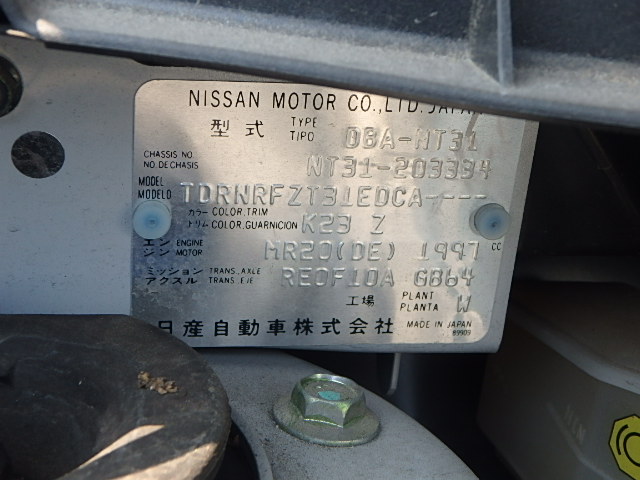 NISSAN MOTOR CO.,LTD.JAPAN
型式 TYPE TIPO DBA-NT31
CHASSIS NO. NO.DE CHASIS NT31-203334
MODEL MODELO TDRNRFZT31EDCA----
カラー トリム COLOR,TRIM COLOR,GUARNICION K23 Z
エンジン ENGINE MOTOR MR20(DE) 1997 CC
ミッション アクスル TRANS.,AXLE TRANS.,EJE RE0F10A GB64
工場 PLANT PLANTA W
日産自動車株式会社 MADE IN JAPAN
89909